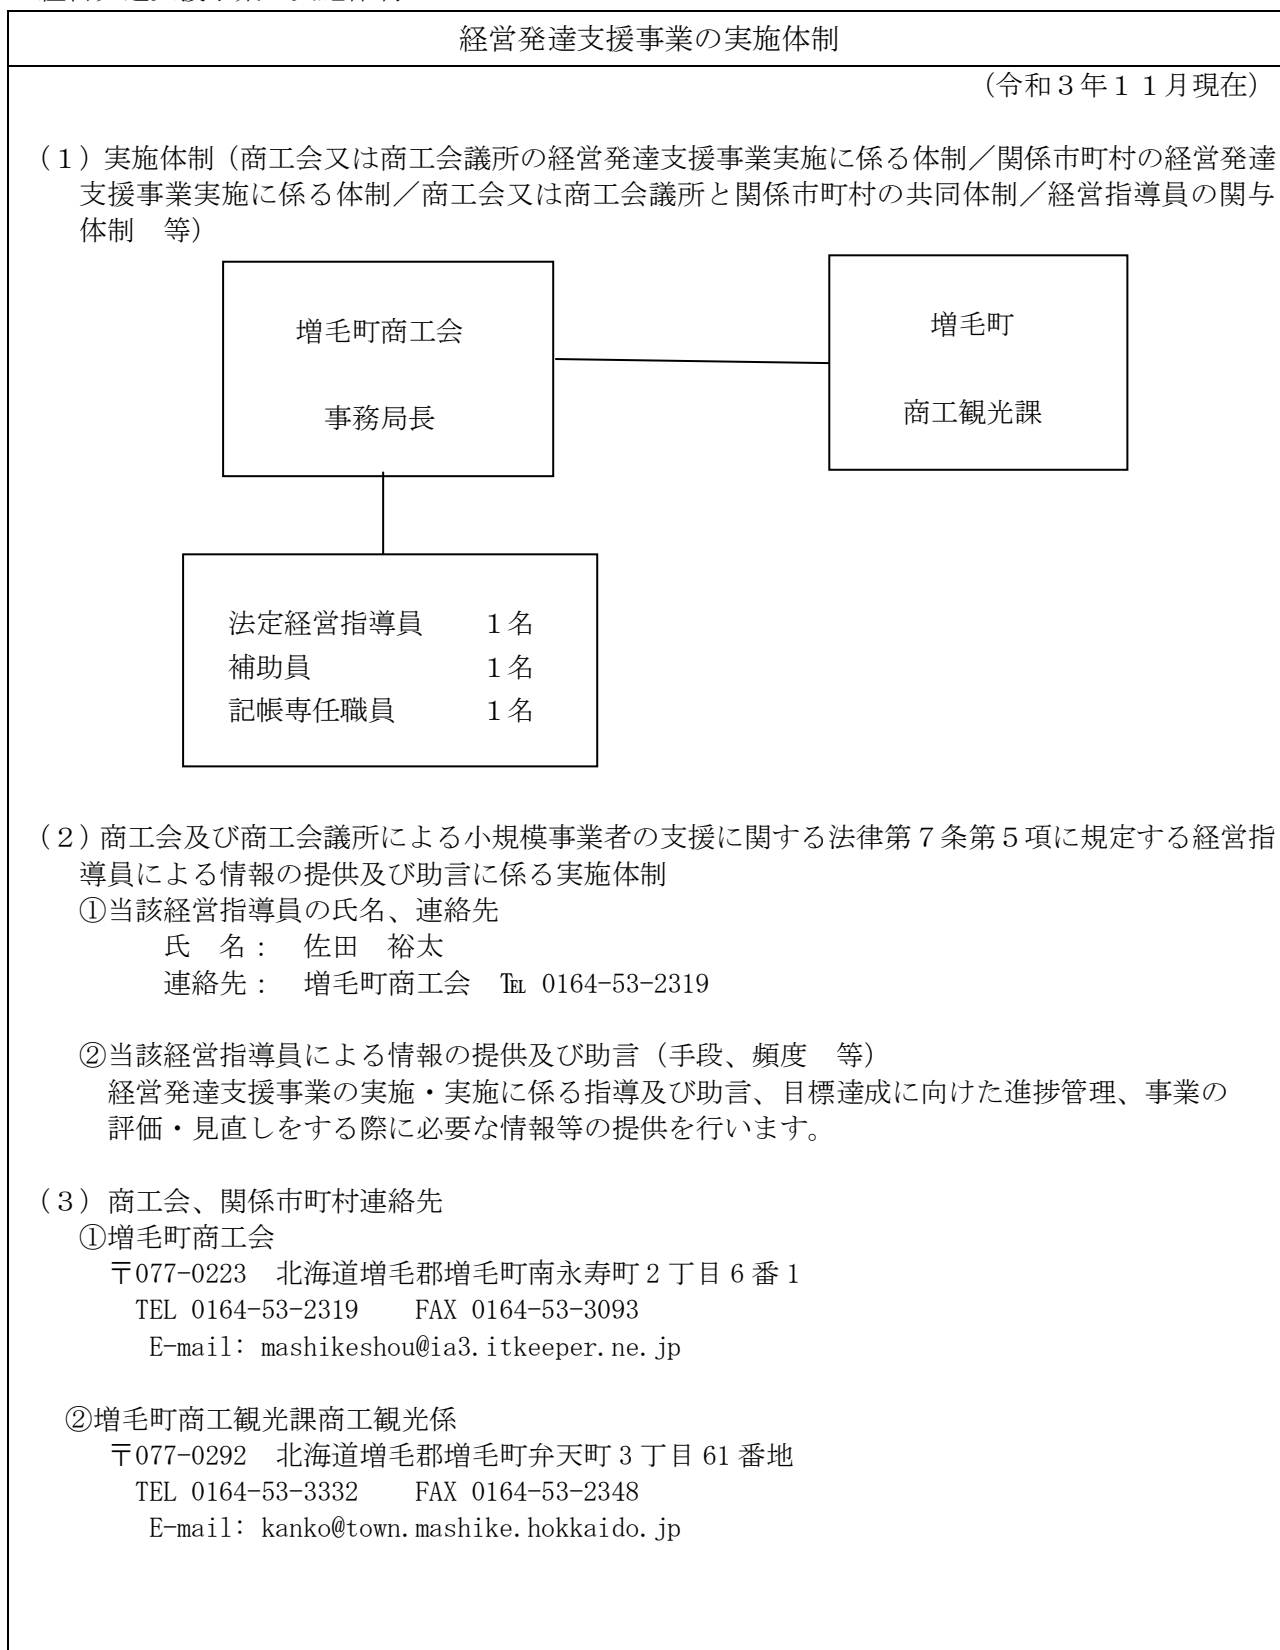 経営発達支援事業の実施体制
（令和３年１１月現在）
（１）実施体制（商工会又は商工会議所の経営発達支援事業実施に係る体制／関係市町村の経営発達
支援事業実施に係る体制／商工会又は商工会議所と関係市町村の共同体制／経営指導員の関与
体制　等）
増毛町商工会
事務局長
増毛町
商工観光課
法定経営指導員　　１名
補助員　　１名
記帳専任職員　　１名
（２）商工会及び商工会議所による小規模事業者の支援に関する法律第７条第５項に規定する経営指
導員による情報の提供及び助言に係る実施体制
①当該経営指導員の氏名、連絡先
氏　名：　佐田　裕太
連絡先：　増毛町商工会　℡ 0164-53-2319
②当該経営指導員による情報の提供及び助言（手段、頻度　等）
経営発達支援事業の実施・実施に係る指導及び助言、目標達成に向けた進捗管理、事業の
評価・見直しをする際に必要な情報等の提供を行います。
（３）商工会、関係市町村連絡先
①増毛町商工会
〒077-0223　北海道増毛郡増毛町南永寿町２丁目６番１
TEL 0164-53-2319　　FAX 0164-53-3093
E-mail: mashikeshou@ia3.itkeeper.ne.jp
②増毛町商工観光課商工観光係
〒077-0292　北海道増毛郡増毛町弁天町３丁目 61 番地
TEL 0164-53-3332　　FAX 0164-53-2348
E-mail: kanko@town.mashike.hokkaido.jp